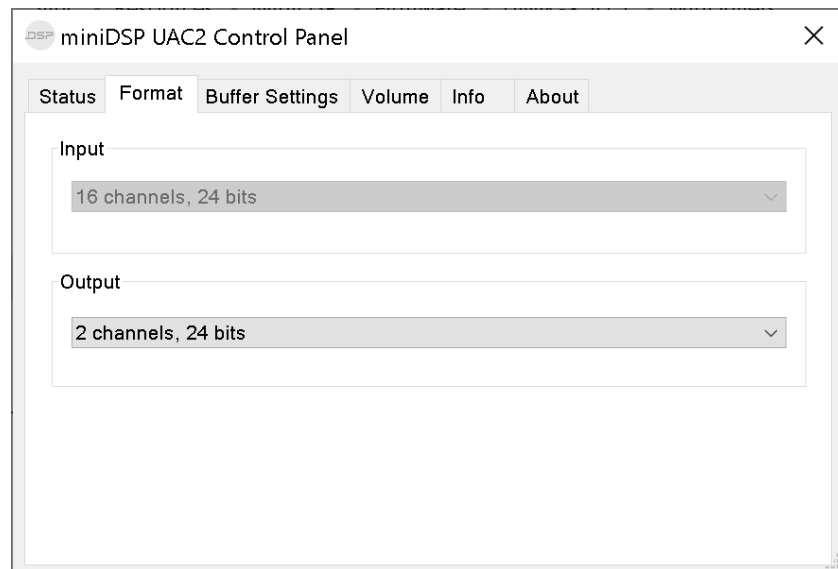 DSP miniDSP UAC2 Control Panel
Status Format Buffer Settings Volume Info About
Input
16 channels, 24 bits
Output
2 channels, 24 bits